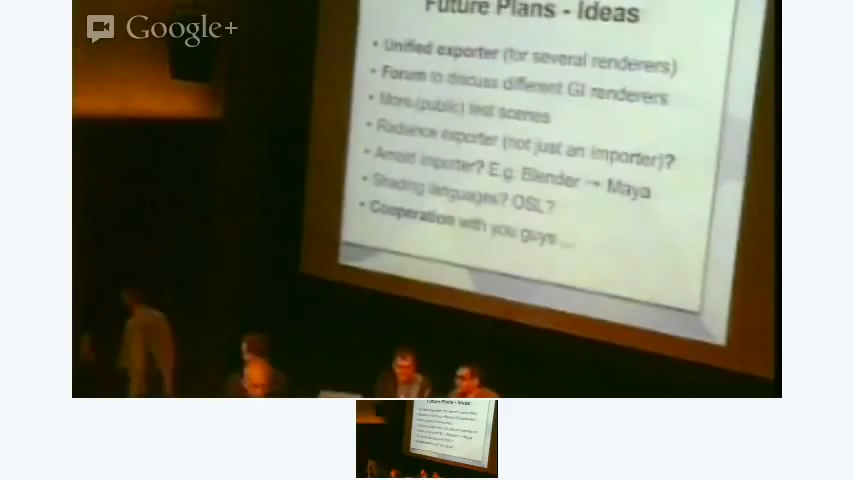 Google+
Future Plans - Ideas
• Unified exporter (for several renderers)
• Forum to discuss different GI renderers
• More (public) test scenes
• Radiance exporter (not just an importer)?
• Arnold importer? E.g. Blender → Maya
• Shading languages? OSL?
• Cooperation with you guys ...